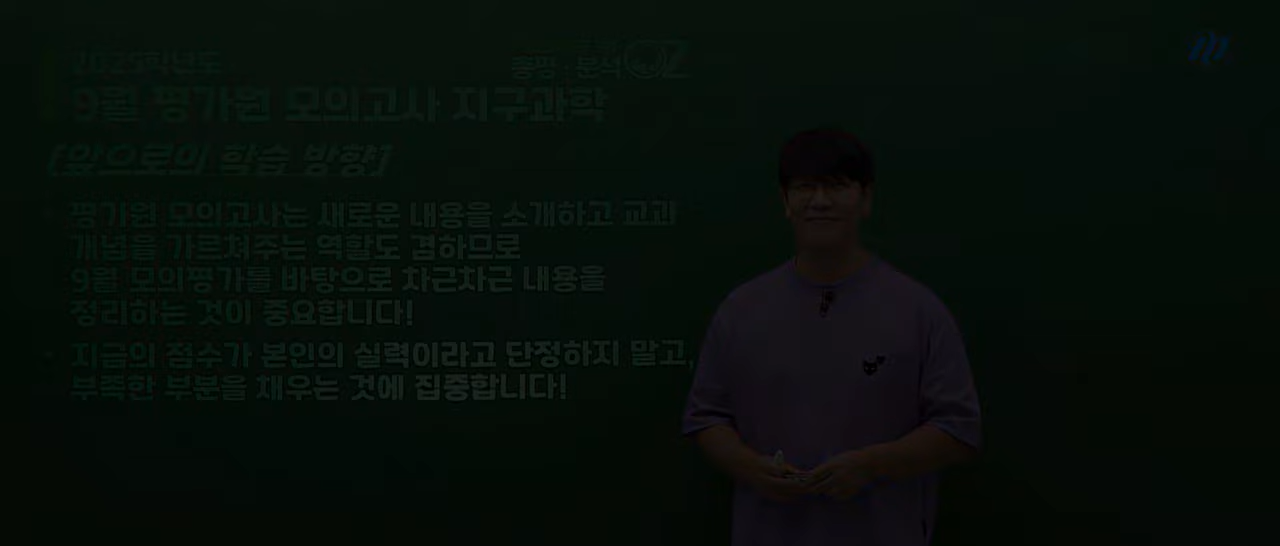 2025학년도
총평·분석 OZ
9월 평가원 모의고사 지구과학
[앞으로의 학습 방향]
• 평가원 모의고사는 새로운 내용을 소개하고 교과
개념을 가르쳐주는 역할도 겸하므로
9월 모의평가를 바탕으로 차근차근 내용을
정리하는 것이 중요합니다!
• 지금의 점수가 본인의 실력이라고 단정하지 말고,
부족한 부분을 채우는 것에 집중합니다!